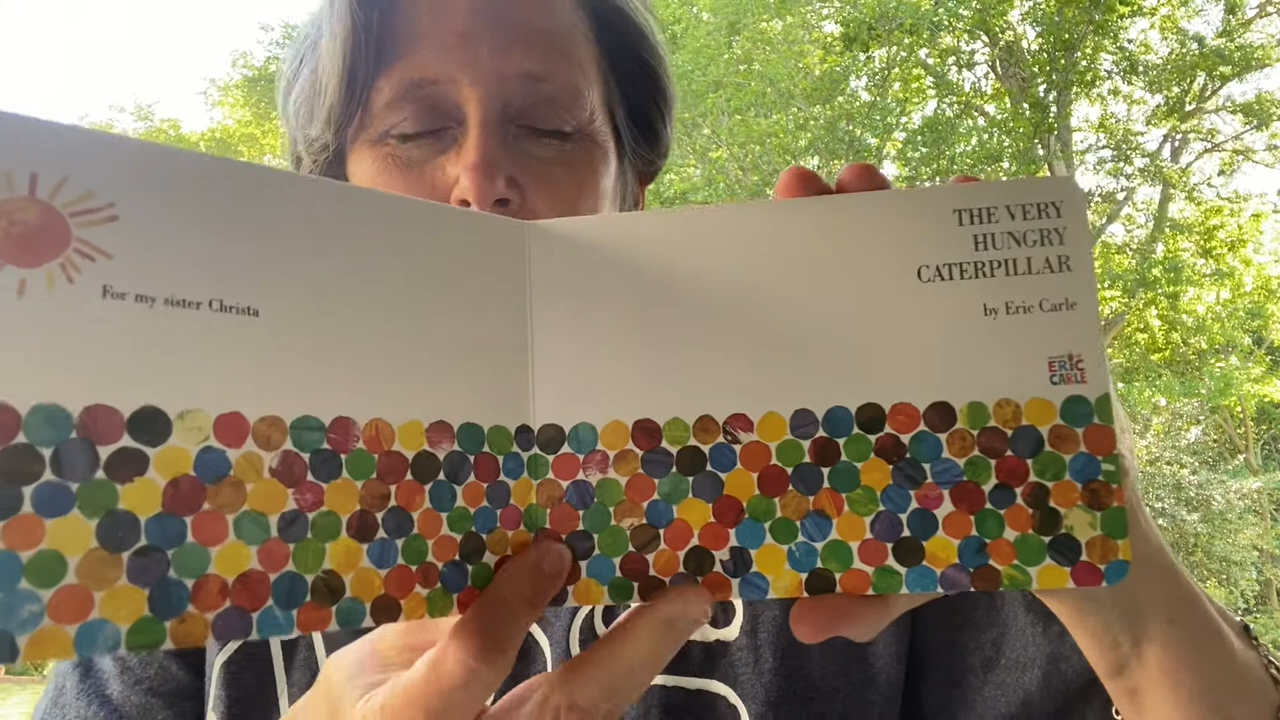 For my sister Christa
THE VERY
HUNGRY
CATERPILLAR
by Eric Carle
ERIC
CARLE